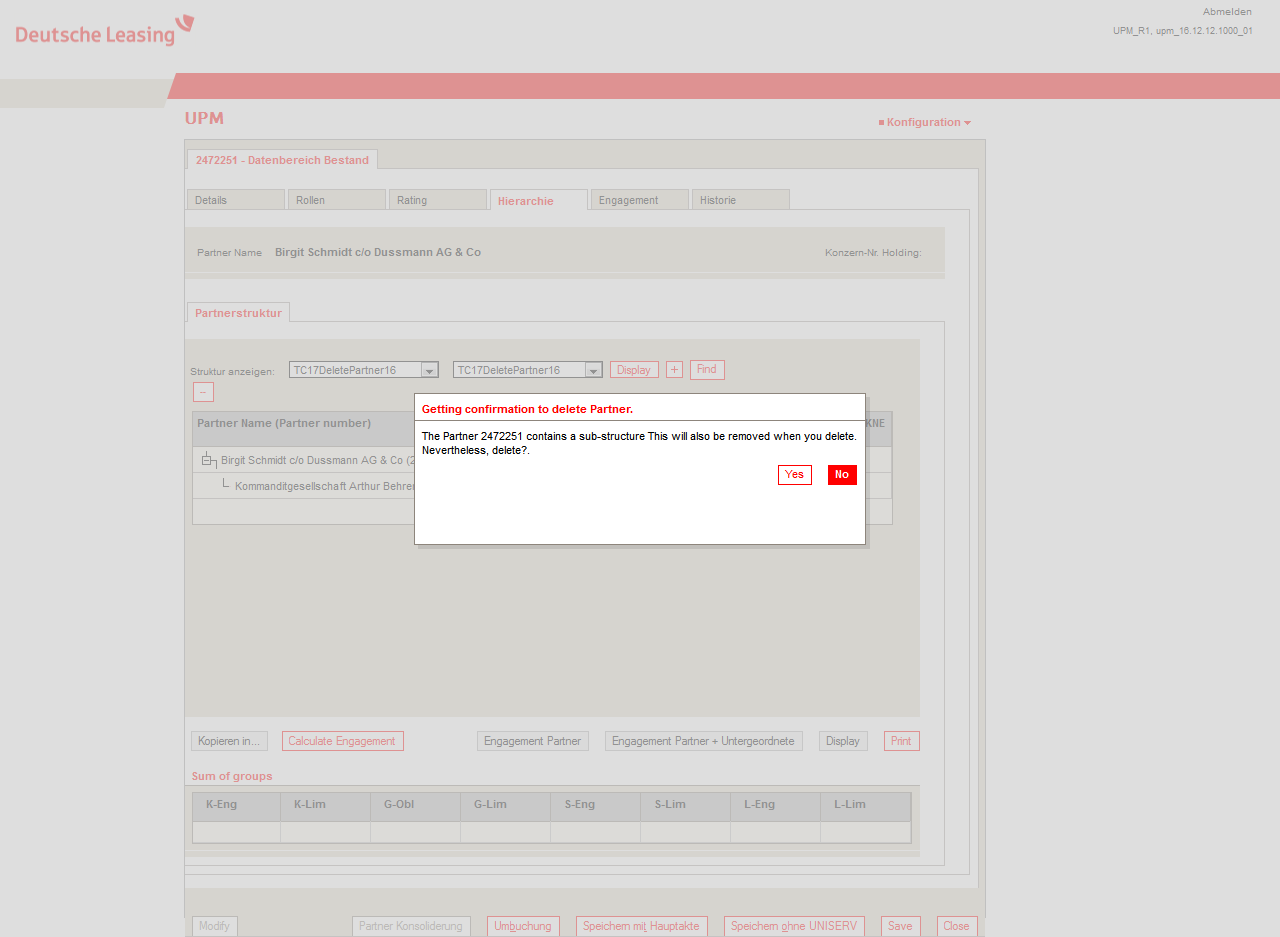 Deutsche Leasing
Abmelden
UPM_R1, upm_16.12.12.1000_01
UPM
Konfiguration
2472251 - Datenbereich Bestand
Details Rollen Rating Hierarchie Engagement Historie
Partner Name Birgit Schmidt c/o Dussmann AG & Co Konzern-Nr. Holding:
Partnerstruktur
Struktur anzeigen: TC17DeletePartner16 TC17DeletePartner16 Display + Find
–
Partner Name (Partner number) KNE
Birgit Schmidt c/o Dussmann AG & Co (2
Kommanditgesellschaft Arthur Behrer
Getting confirmation to delete Partner.
The Partner 2472251 contains a sub-structure This will also be removed when you delete.
Nevertheless, delete?.
Yes No
Kopieren in... Calculate Engagement Engagement Partner Engagement Partner + Untergeordnete Display Print
Sum of groups
K-Eng K-Lim G-Obl G-Lim S-Eng S-Lim L-Eng L-Lim
Modify Partner Konsolidierung Umbuchung Speichern mit Hauptakte Speichern ohne UNISERV Save Close